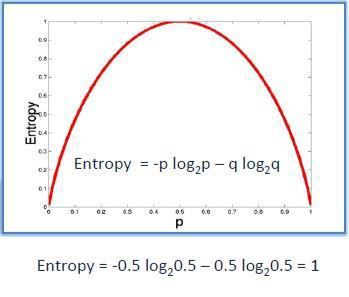 1
0.9
0.8
0.7
0.6
0.5
0.4
0.3
0.2
0.1
0
Entropy
Entropy = -p log₂p – q log₂q
0 0.1 0.2 0.3 0.4 0.5 0.6 0.7 0.8 0.9 1
p
Entropy = -0.5 log₂0.5 – 0.5 log₂0.5 = 1